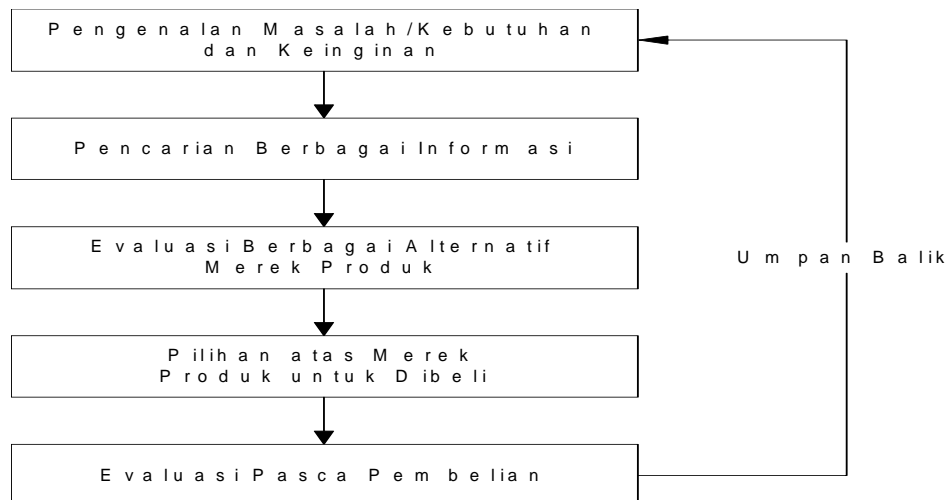 Pengenalan Masalah/Kebutuhan
dan Keinginan
Pencarian Berbagai Informasi
Evaluasi Berbagai Alternatif
Merek Produk
Umpan Balik
Pilihan atas Merek
Produk untuk Dibeli
Evaluasi Pasca Pembelian